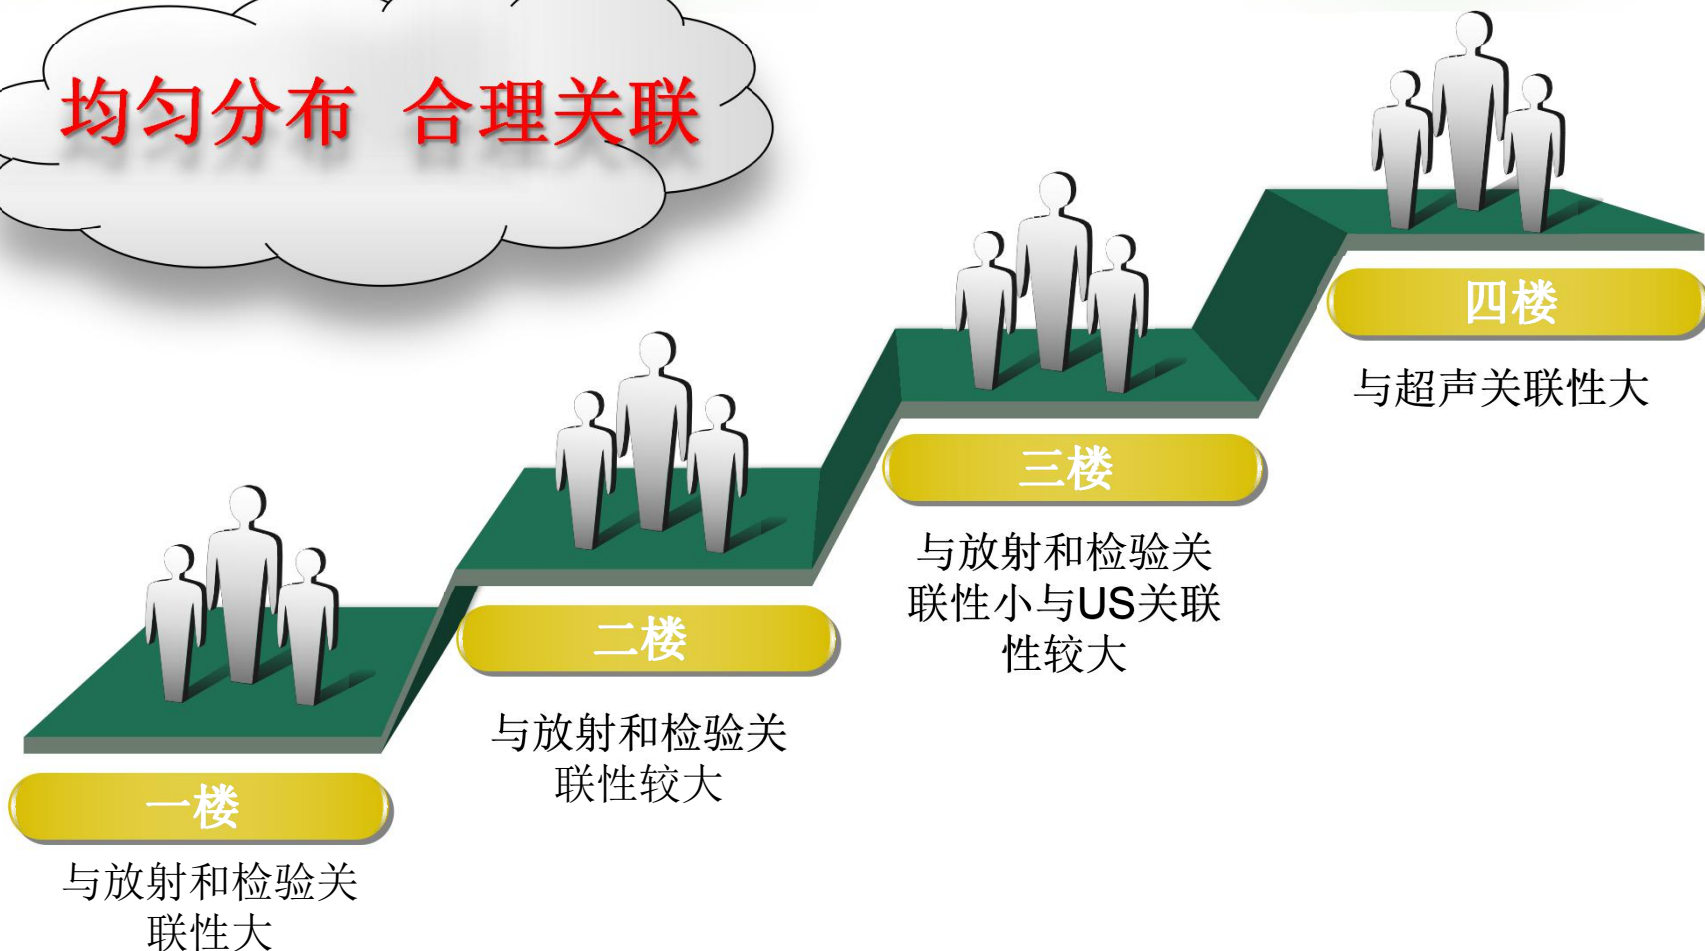 均匀分布 合理关联
四楼
与超声关联性大
三楼
与放射和检验关
联性小与US关联
性较大
二楼
与放射和检验关
联性较大
一楼
与放射和检验关
联性大